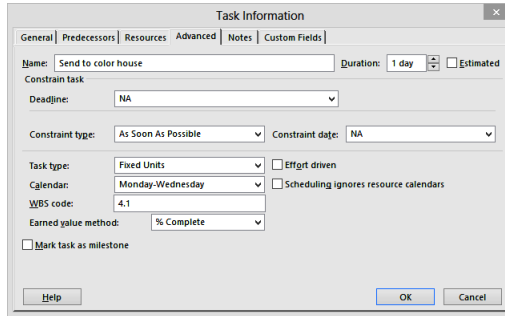 Task Information
General Predecessors Resources Advanced Notes Custom Fields
Name: Send to color house Duration: 1 day Estimated
Constrain task
Deadline: NA
Constraint type: As Soon As Possible Constraint date: NA
Task type: Fixed Units Effort driven
Calendar: Monday-Wednesday Scheduling ignores resource calendars
WBS code: 4.1
Earned value method: % Complete
Mark task as milestone
Help OK Cancel